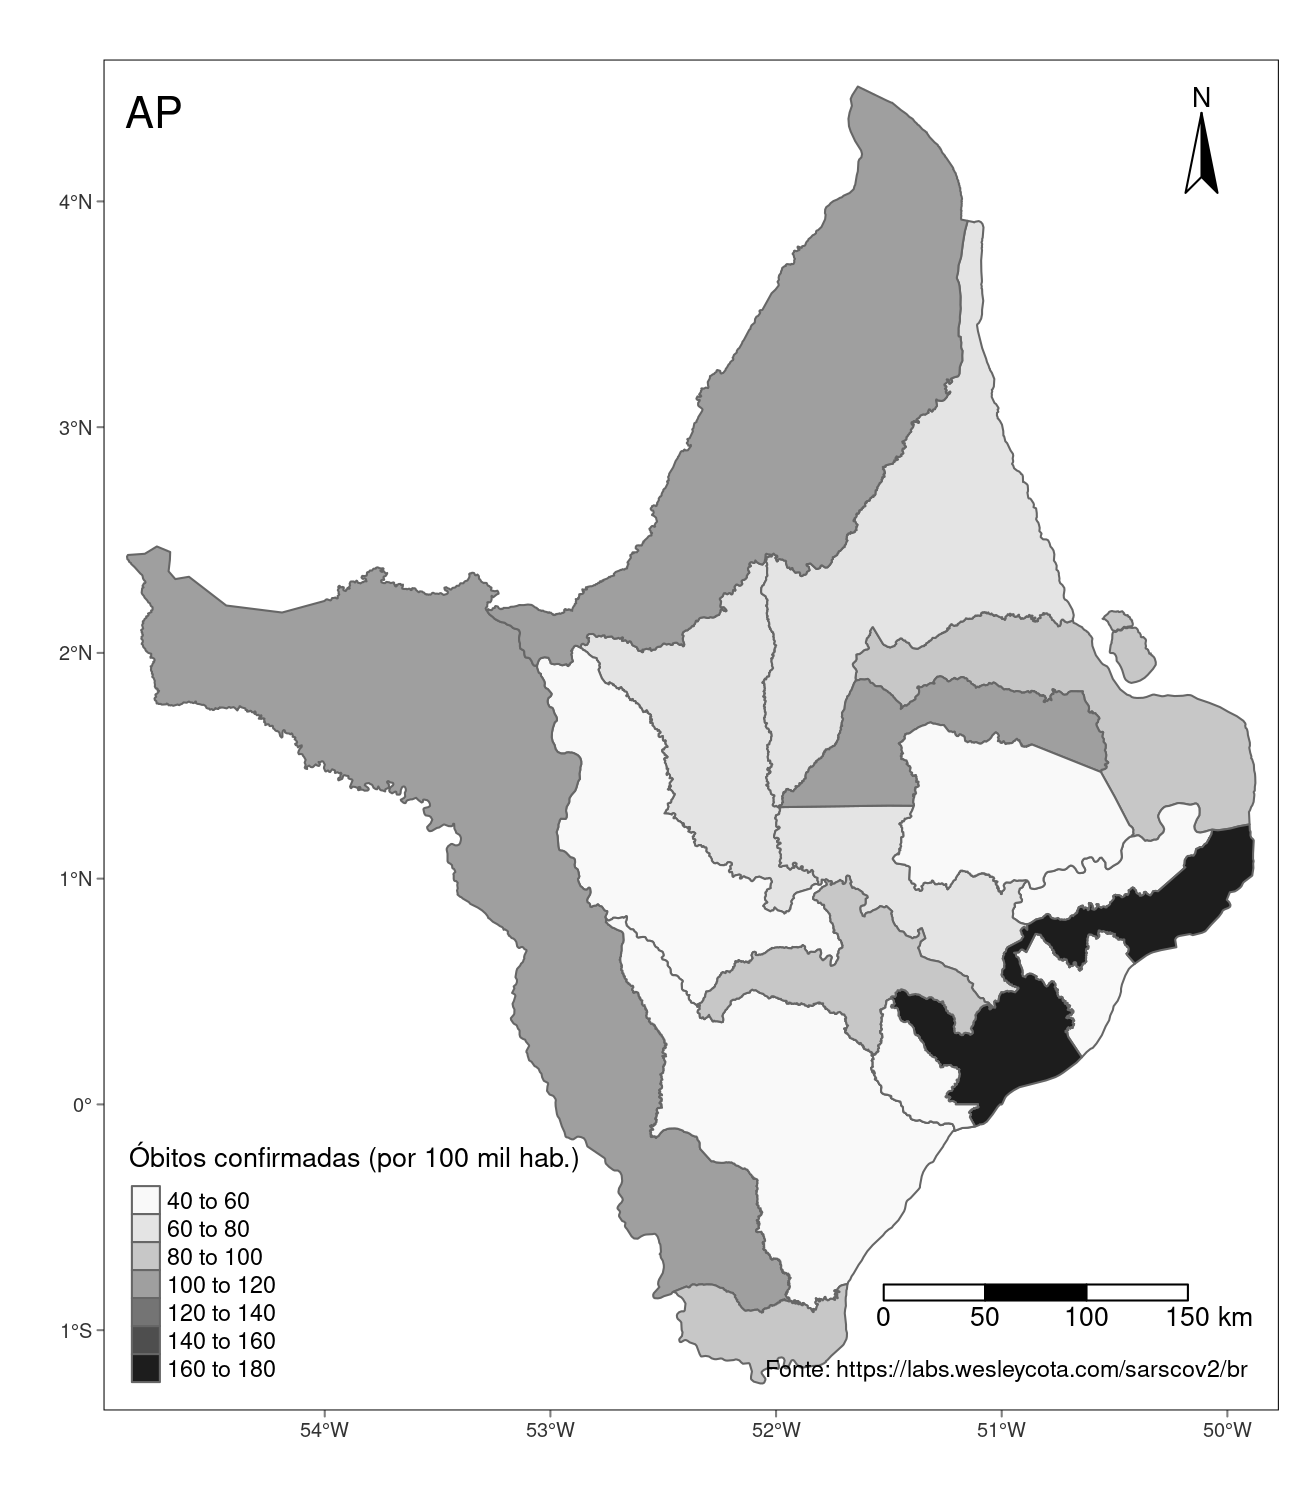 AP
N
4°N
3°N
2°N
1°N
0°
1°S
Óbitos confirmadas (por 100 mil hab.)
40 to 60
60 to 80
80 to 100
100 to 120
120 to 140
140 to 160
160 to 180
0 50 100 150 km
Fonte: https://labs.wesleycota.com/sarscov2/br
54°W 53°W 52°W 51°W 50°W